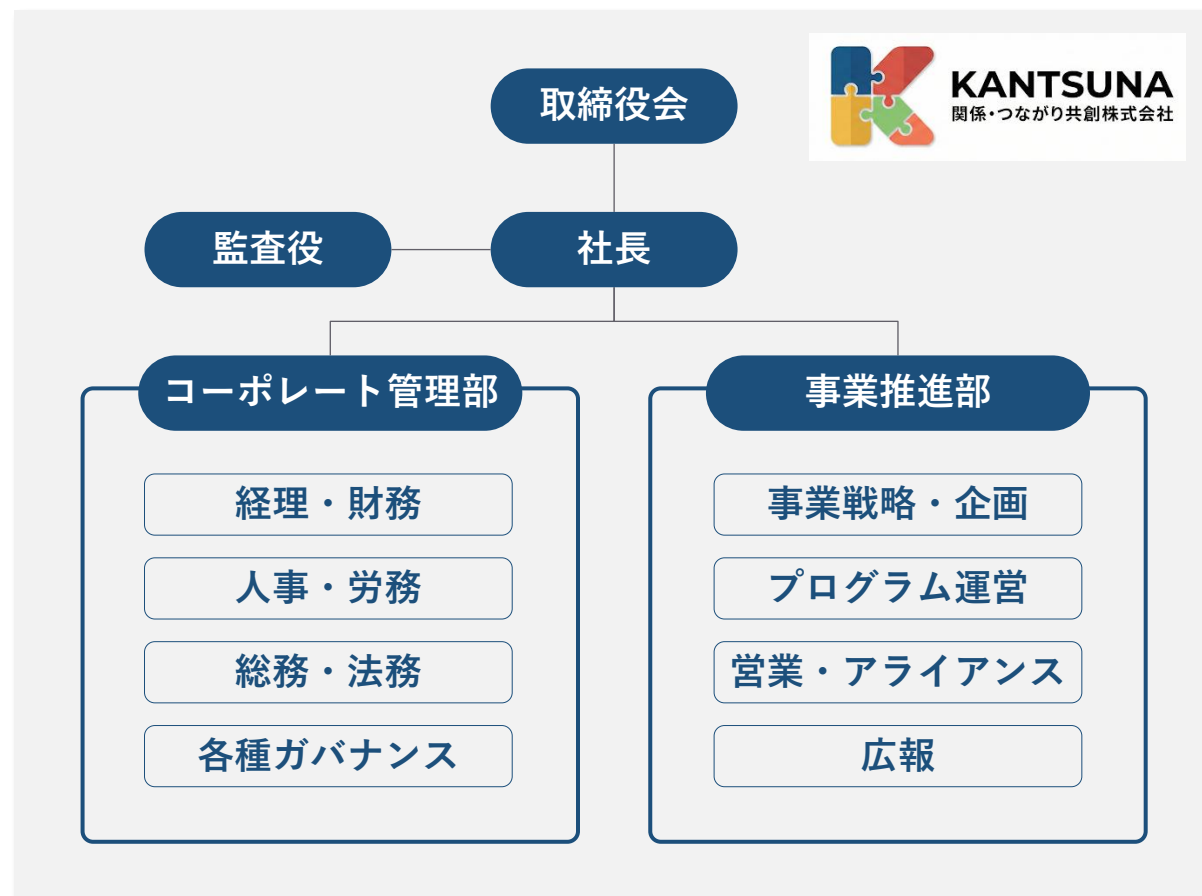 KANTSUNA
関係・つながり共創株式会社
取締役会
監査役
社長
コーポレート管理部
経理・財務
人事・労務
総務・法務
各種ガバナンス
事業推進部
事業戦略・企画
プログラム運営
営業・アライアンス
広報